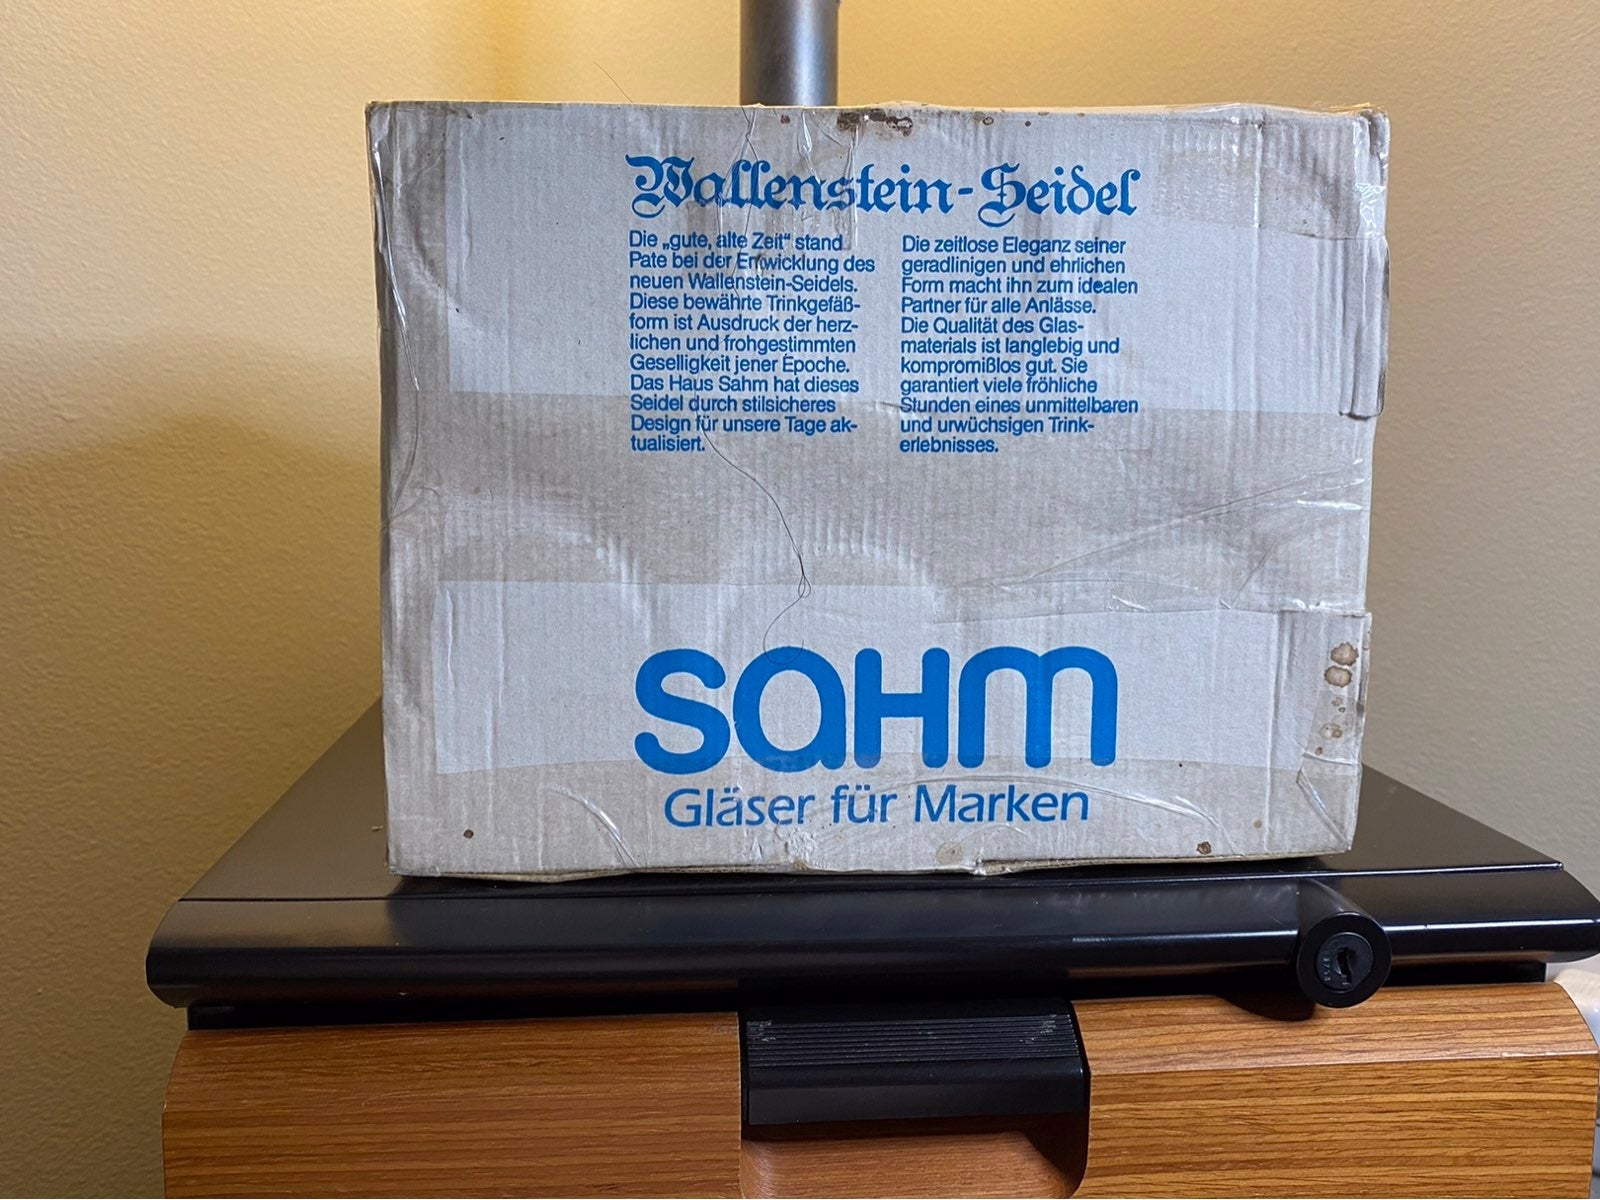 Wallenstein-Seidel
Die „gute, alte Zeit“ stand
Pate bei der Entwicklung des
neuen Wallenstein-Seidels.
Diese bewährte Trinkgefäß-
form ist Ausdruck der herz-
lichen und frohgestimmten
Geselligkeit jener Epoche.
Das Haus Sahm hat dieses
Seidel durch stilsicheres
Design für unsere Tage ak-
tualisiert.
Die zeitlose Eleganz seiner
geradlinigen und ehrlichen
Form macht ihn zum idealen
Partner für alle Anlässe.
Die Qualität des Glas-
materials ist langlebig und
kompromißlos gut. Sie
garantiert viele fröhliche
Stunden eines unmittelbaren
und urwüchsigen Trink-
erlebnisses.
sahm
Gläser für Marken